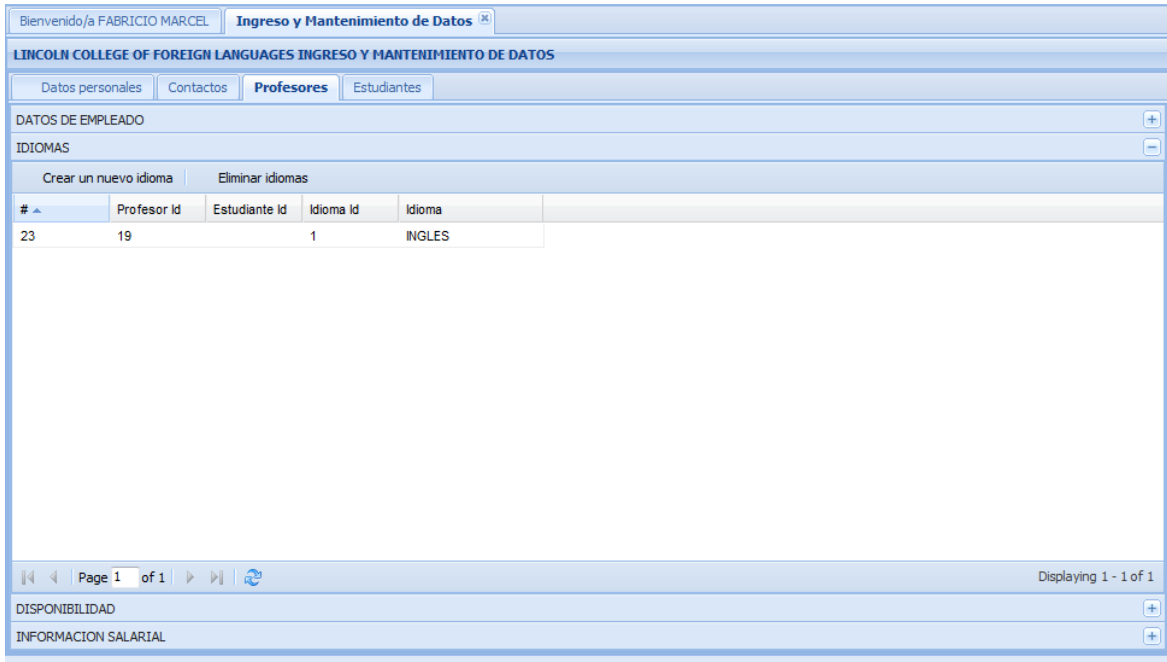 Bienvenido/a FABRICIO MARCEL Ingreso y Mantenimiento de Datos
LINCOLN COLLEGE OF FOREIGN LANGUAGES INGRESO Y MANTENIMIENTO DE DATOS
Datos personales Contactos Profesores Estudiantes
DATOS DE EMPLEADO
IDIOMAS
Crear un nuevo idioma Eliminar idiomas
# Profesor Id Estudiante Id Idioma Id Idioma
23 19 1 INGLES
Page 1 of 1 Displaying 1 - 1 of 1
DISPONIBILIDAD
INFORMACION SALARIAL